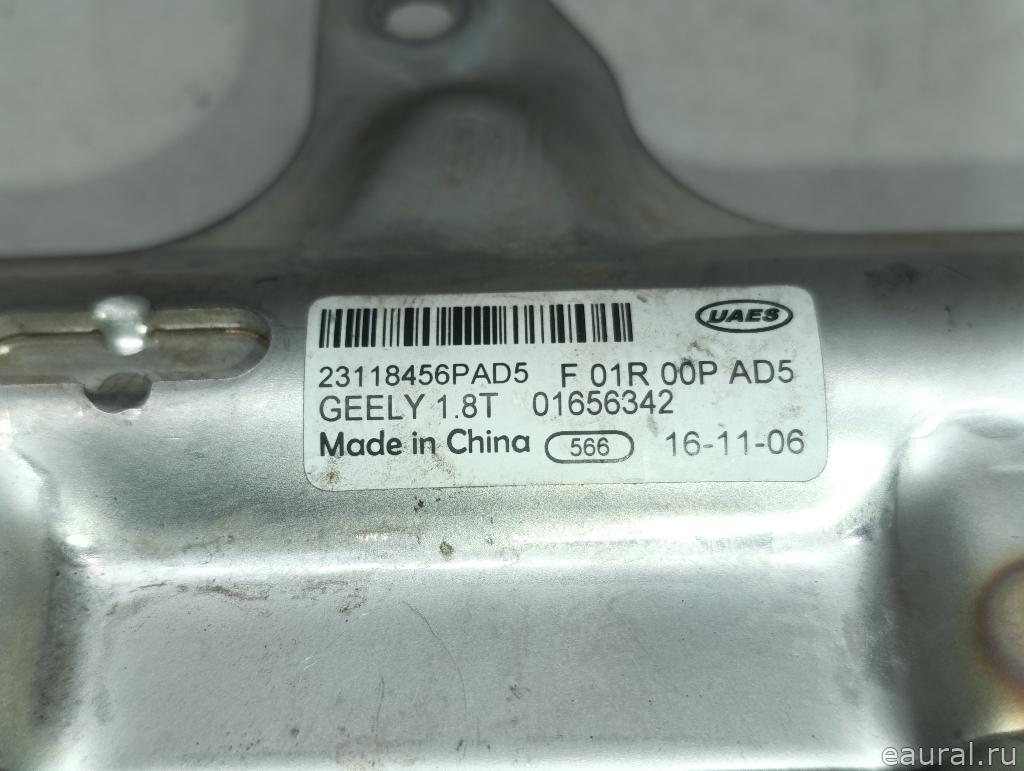 UAES
23118456PAD5 F 01R 00P AD5
GEELY 1.8T 01656342
Made in China 566 16-11-06
eaural.ru